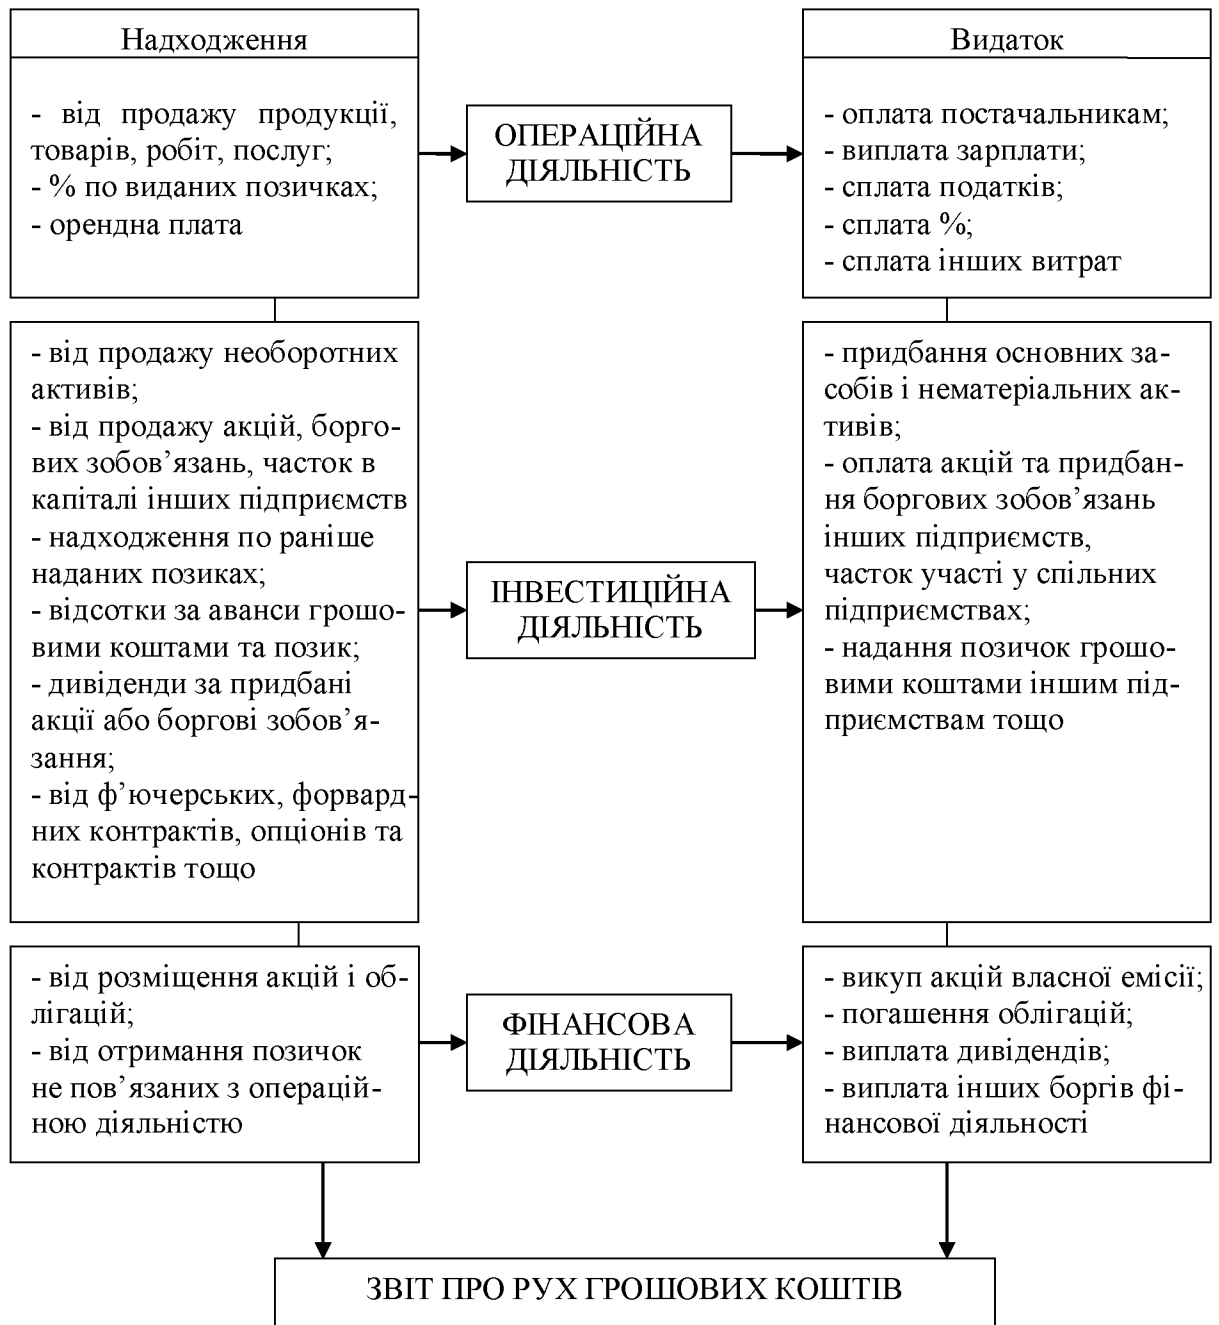 Надходження
- від продажу продукції,
товарів, робіт, послуг;
- % по виданих позичках;
- орендна плата
ОПЕРАЦІЙНА
ДІЯЛЬНІСТЬ
Видаток
- оплата постачальникам;
- виплата зарплати;
- сплата податків;
- сплата %;
- сплата інших витрат
- від продажу необоротних
активів;
- від продажу акцій, борго-
вих зобов’язань, часток в
капіталі інших підприємств
- надходження по раніше
наданих позиках;
- відсотки за аванси грошо-
вими коштами та позик;
- дивіденди за придбані
акції або боргові зобов’я-
зання;
- від ф’ючерських, форвард-
них контрактів, опціонів та
контрактів тощо
ІНВЕСТИЦІЙНА
ДІЯЛЬНІСТЬ
- придбання основних за-
собів і нематеріальних ак-
тивів;
- оплата акцій та придбан-
ня боргових зобов’язань
інших підприємств,
часток участі у спільних
підприємствах;
- надання позичок грошо-
вими коштами іншим під-
приємствам тощо
- від розміщення акцій і об-
лігацій;
- від отримання позичок
не пов’язаних з операцій-
ною діяльністю
ФІНАНСОВА
ДІЯЛЬНІСТЬ
- викуп акцій власної емісії;
- погашення облігацій;
- виплата дивідендів;
- виплата інших боргів фі-
нансової діяльності
ЗВІТ ПРО РУХ ГРОШОВИХ КОШТІВ